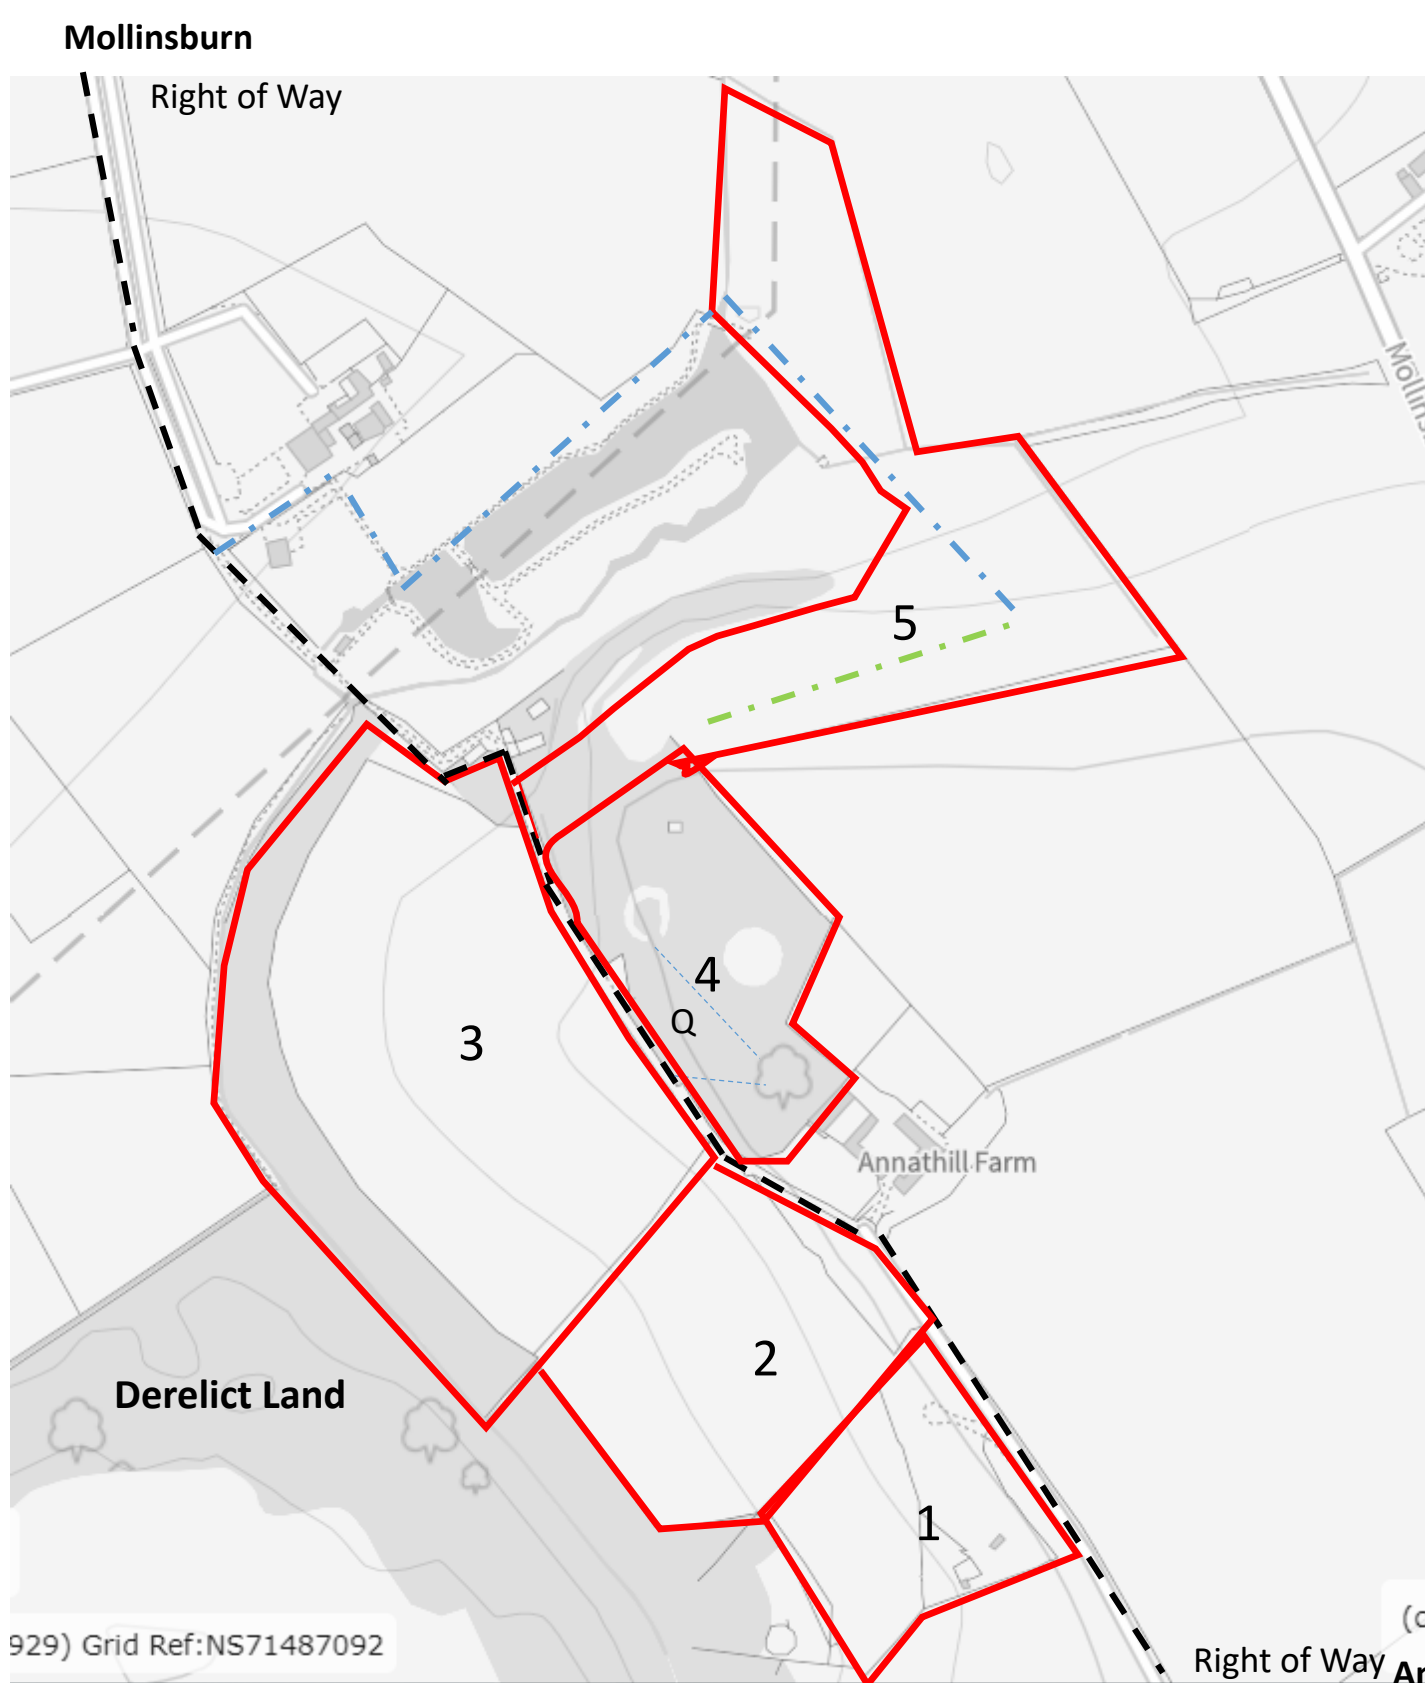 Mollinsburn
Right of Way
Mollins
5
4
Q
3
Annathill Farm
2
Derelict Land
1
929) Grid Ref:NS71487092
Right of Way